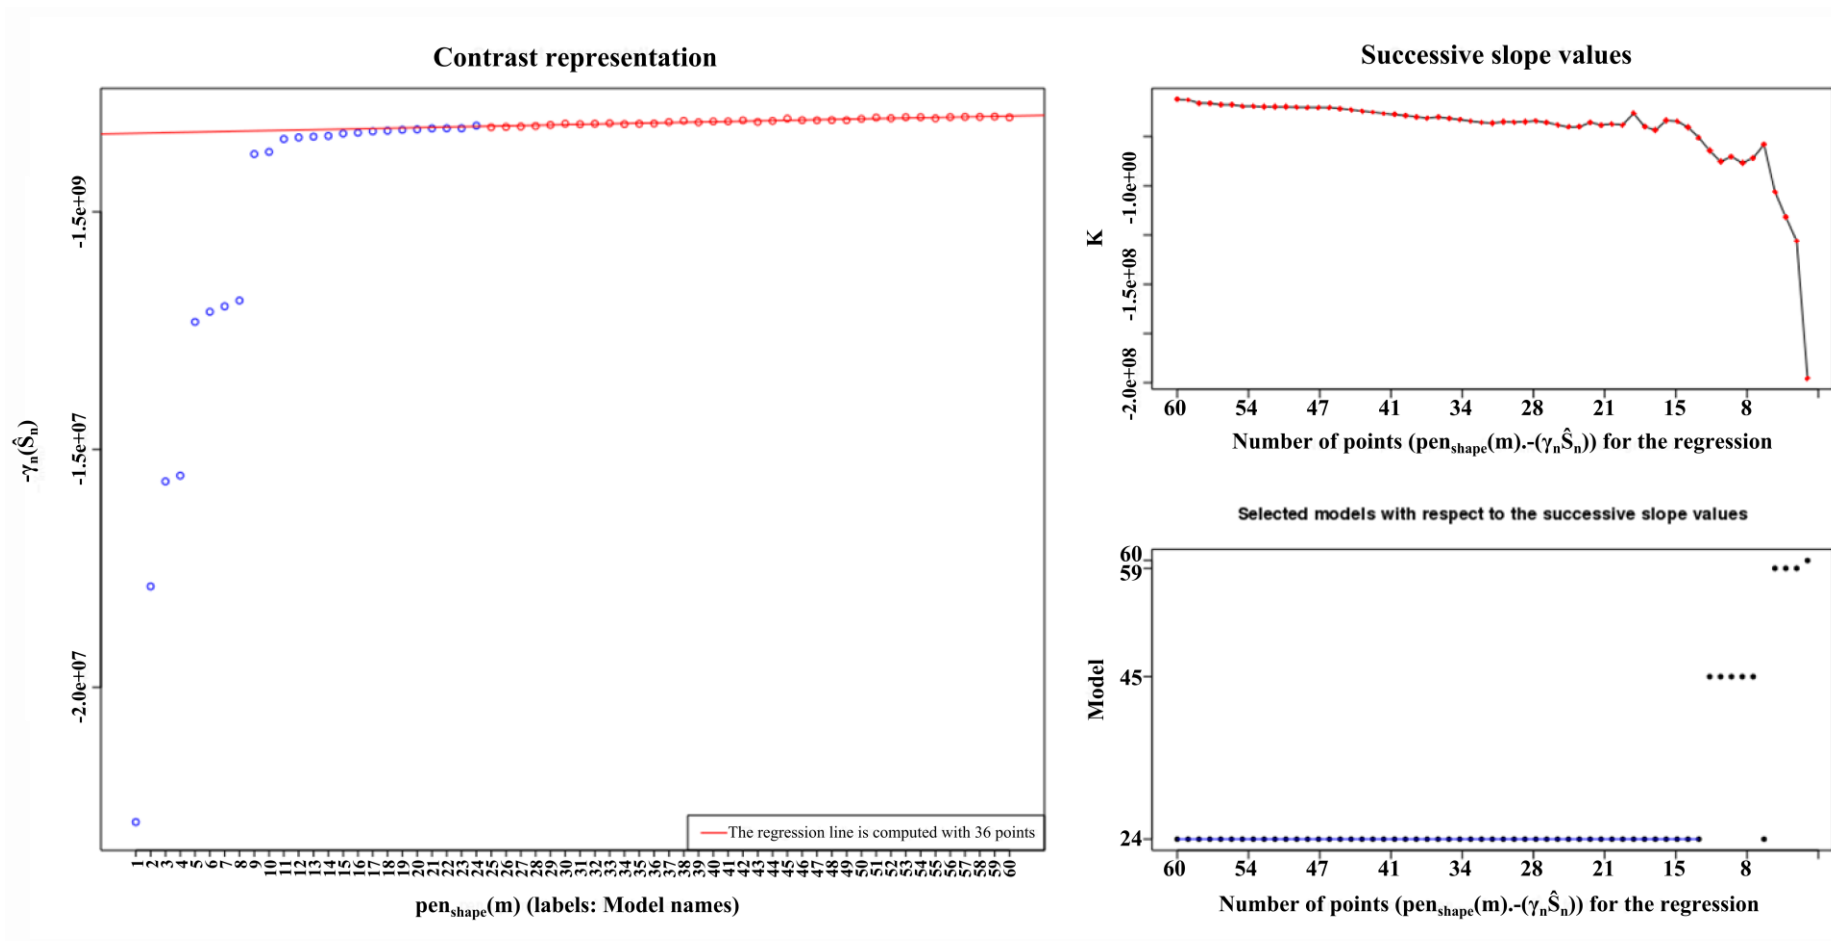 Contrast representation
-1.5e+09
-1.5e+07
-2.0e+07
-γₙ(Ŝₙ)
The regression line is computed with 36 points
1 2 3 4 5 6 7 8 9 10 11 12 13 14 15 16 17 18 19 20 21 22 23 24 25 26 27 28 29 30 31 32 33 34 35 36 37 38 39 40 41 42 43 44 45 46 47 48 49 50 51 52 53 54 55 56 57 58 59 60
penshape(m) (labels: Model names)
Successive slope values
-1.0e+00
-1.5e+08
-2.0e+08
K
60 54 47 41 34 28 21 15 8
Number of points (penshape(m).-(γₙŜₙ)) for the regression
Selected models with respect to the successive slope values
60
59
45
24
Model
60 54 47 41 34 28 21 15 8
Number of points (penshape(m).-(γₙŜₙ)) for the regression